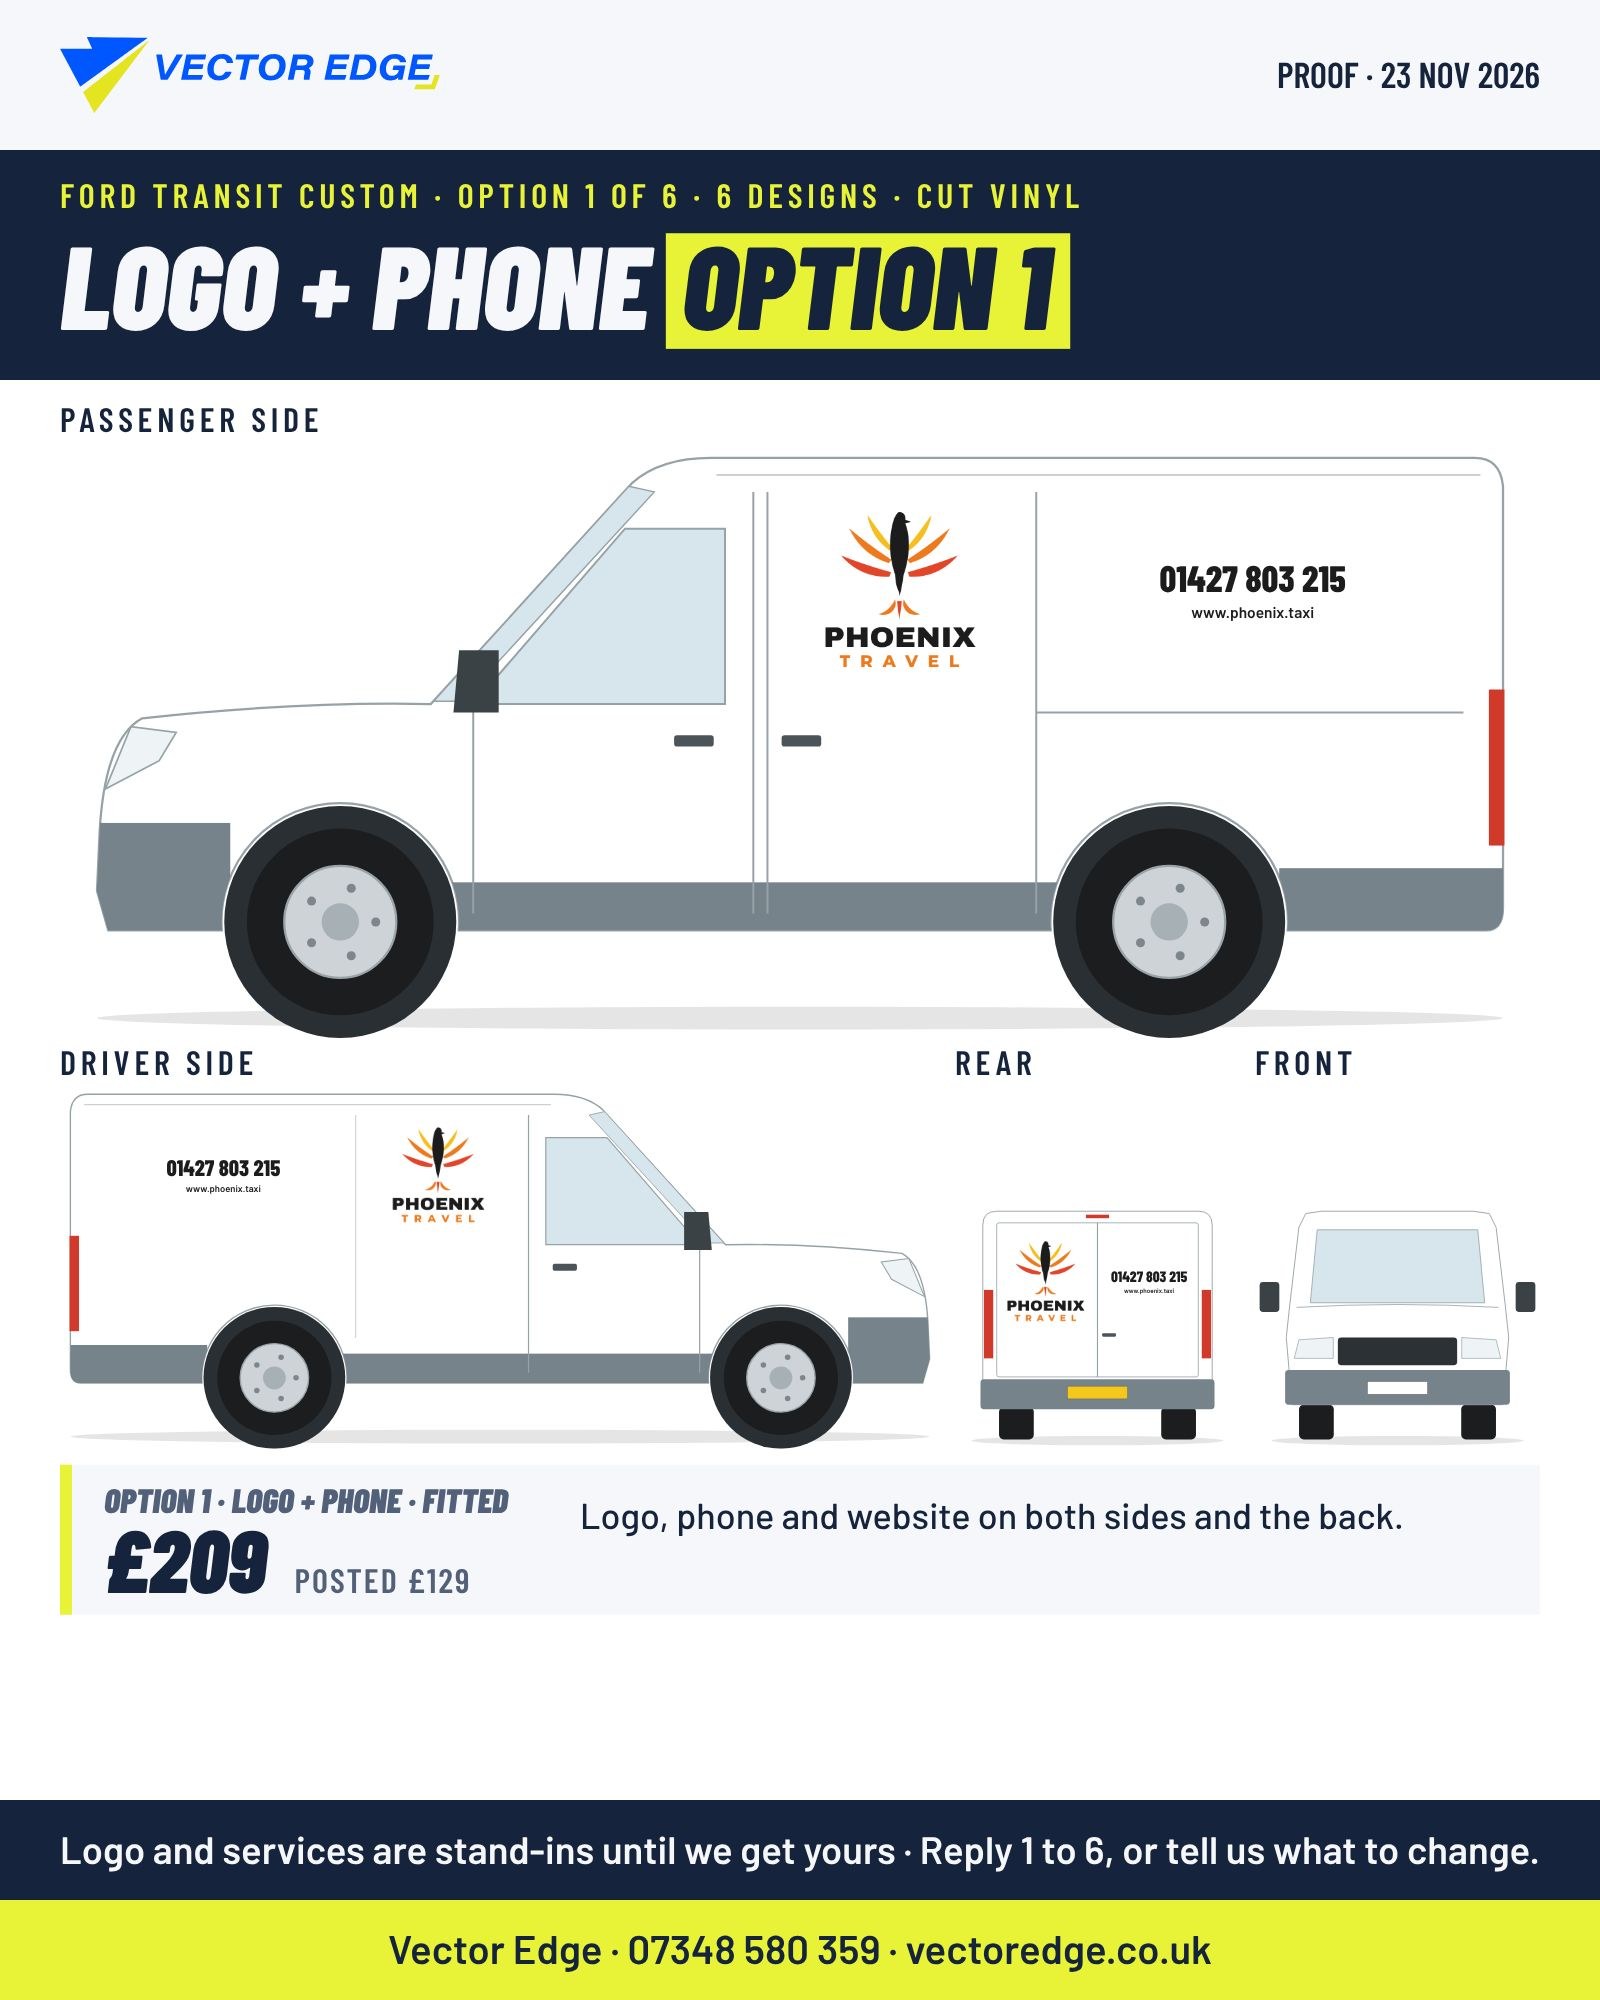 VECTOR EDGE
PROOF · 23 NOV 2026
FORD TRANSIT CUSTOM · OPTION 1 OF 6 · 6 DESIGNS · CUT VINYL
LOGO + PHONE OPTION 1
PASSENGER SIDE
PHOENIX
TRAVEL
01427 803 215
www.phoenix.taxi
DRIVER SIDE
01427 803 215
www.phoenix.taxi
PHOENIX
TRAVEL
REAR
PHOENIX
TRAVEL
01427 803 215
www.phoenix.taxi
FRONT
OPTION 1 · LOGO + PHONE · FITTED
£209 POSTED £129
Logo, phone and website on both sides and the back.
Logo and services are stand-ins until we get yours · Reply 1 to 6, or tell us what to change.
Vector Edge · 07348 580 359 · vectoredge.co.uk